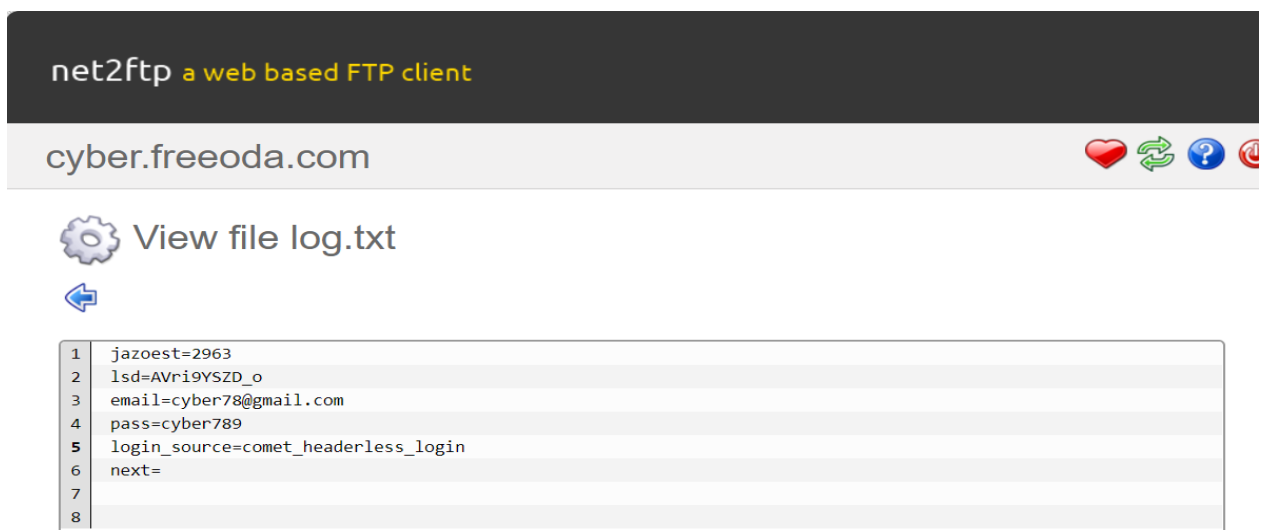 net2ftp a web based FTP client
cyber.freeoda.com
View file log.txt
1 jazoest=2963
2 lsd=AVri9YSZD_o
3 email=cyber78@gmail.com
4 pass=cyber789
5 login_source=comet_headerless_login
6 next=
7
8